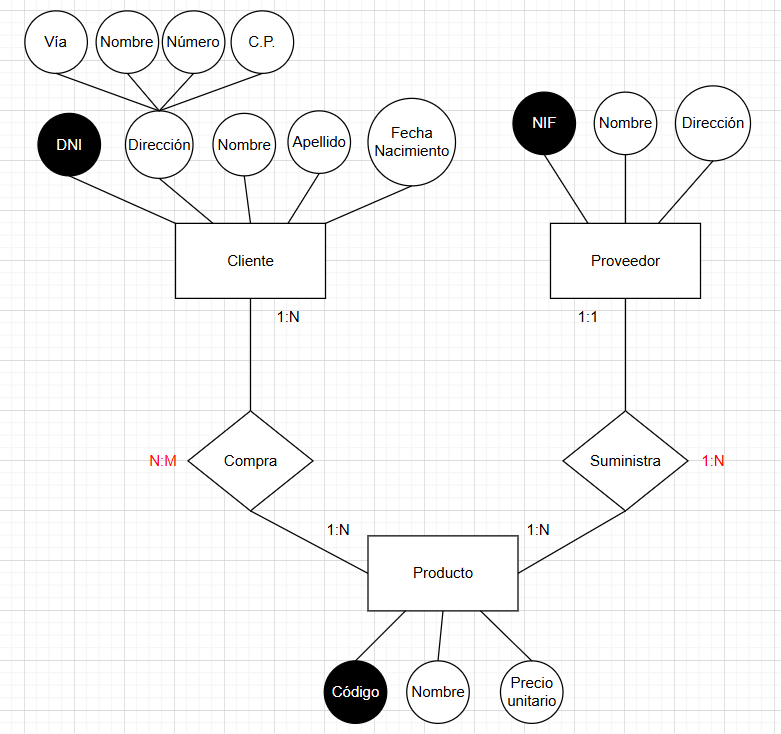 Vía
Nombre
Número
C.P.
DNI
Dirección
Nombre
Apellido
Fecha
Nacimiento
NIF
Nombre
Dirección
Cliente
Proveedor
1:N
1:1
N:M
Compra
Suministra
1:N
1:N
1:N
Producto
Código
Nombre
Precio
unitario